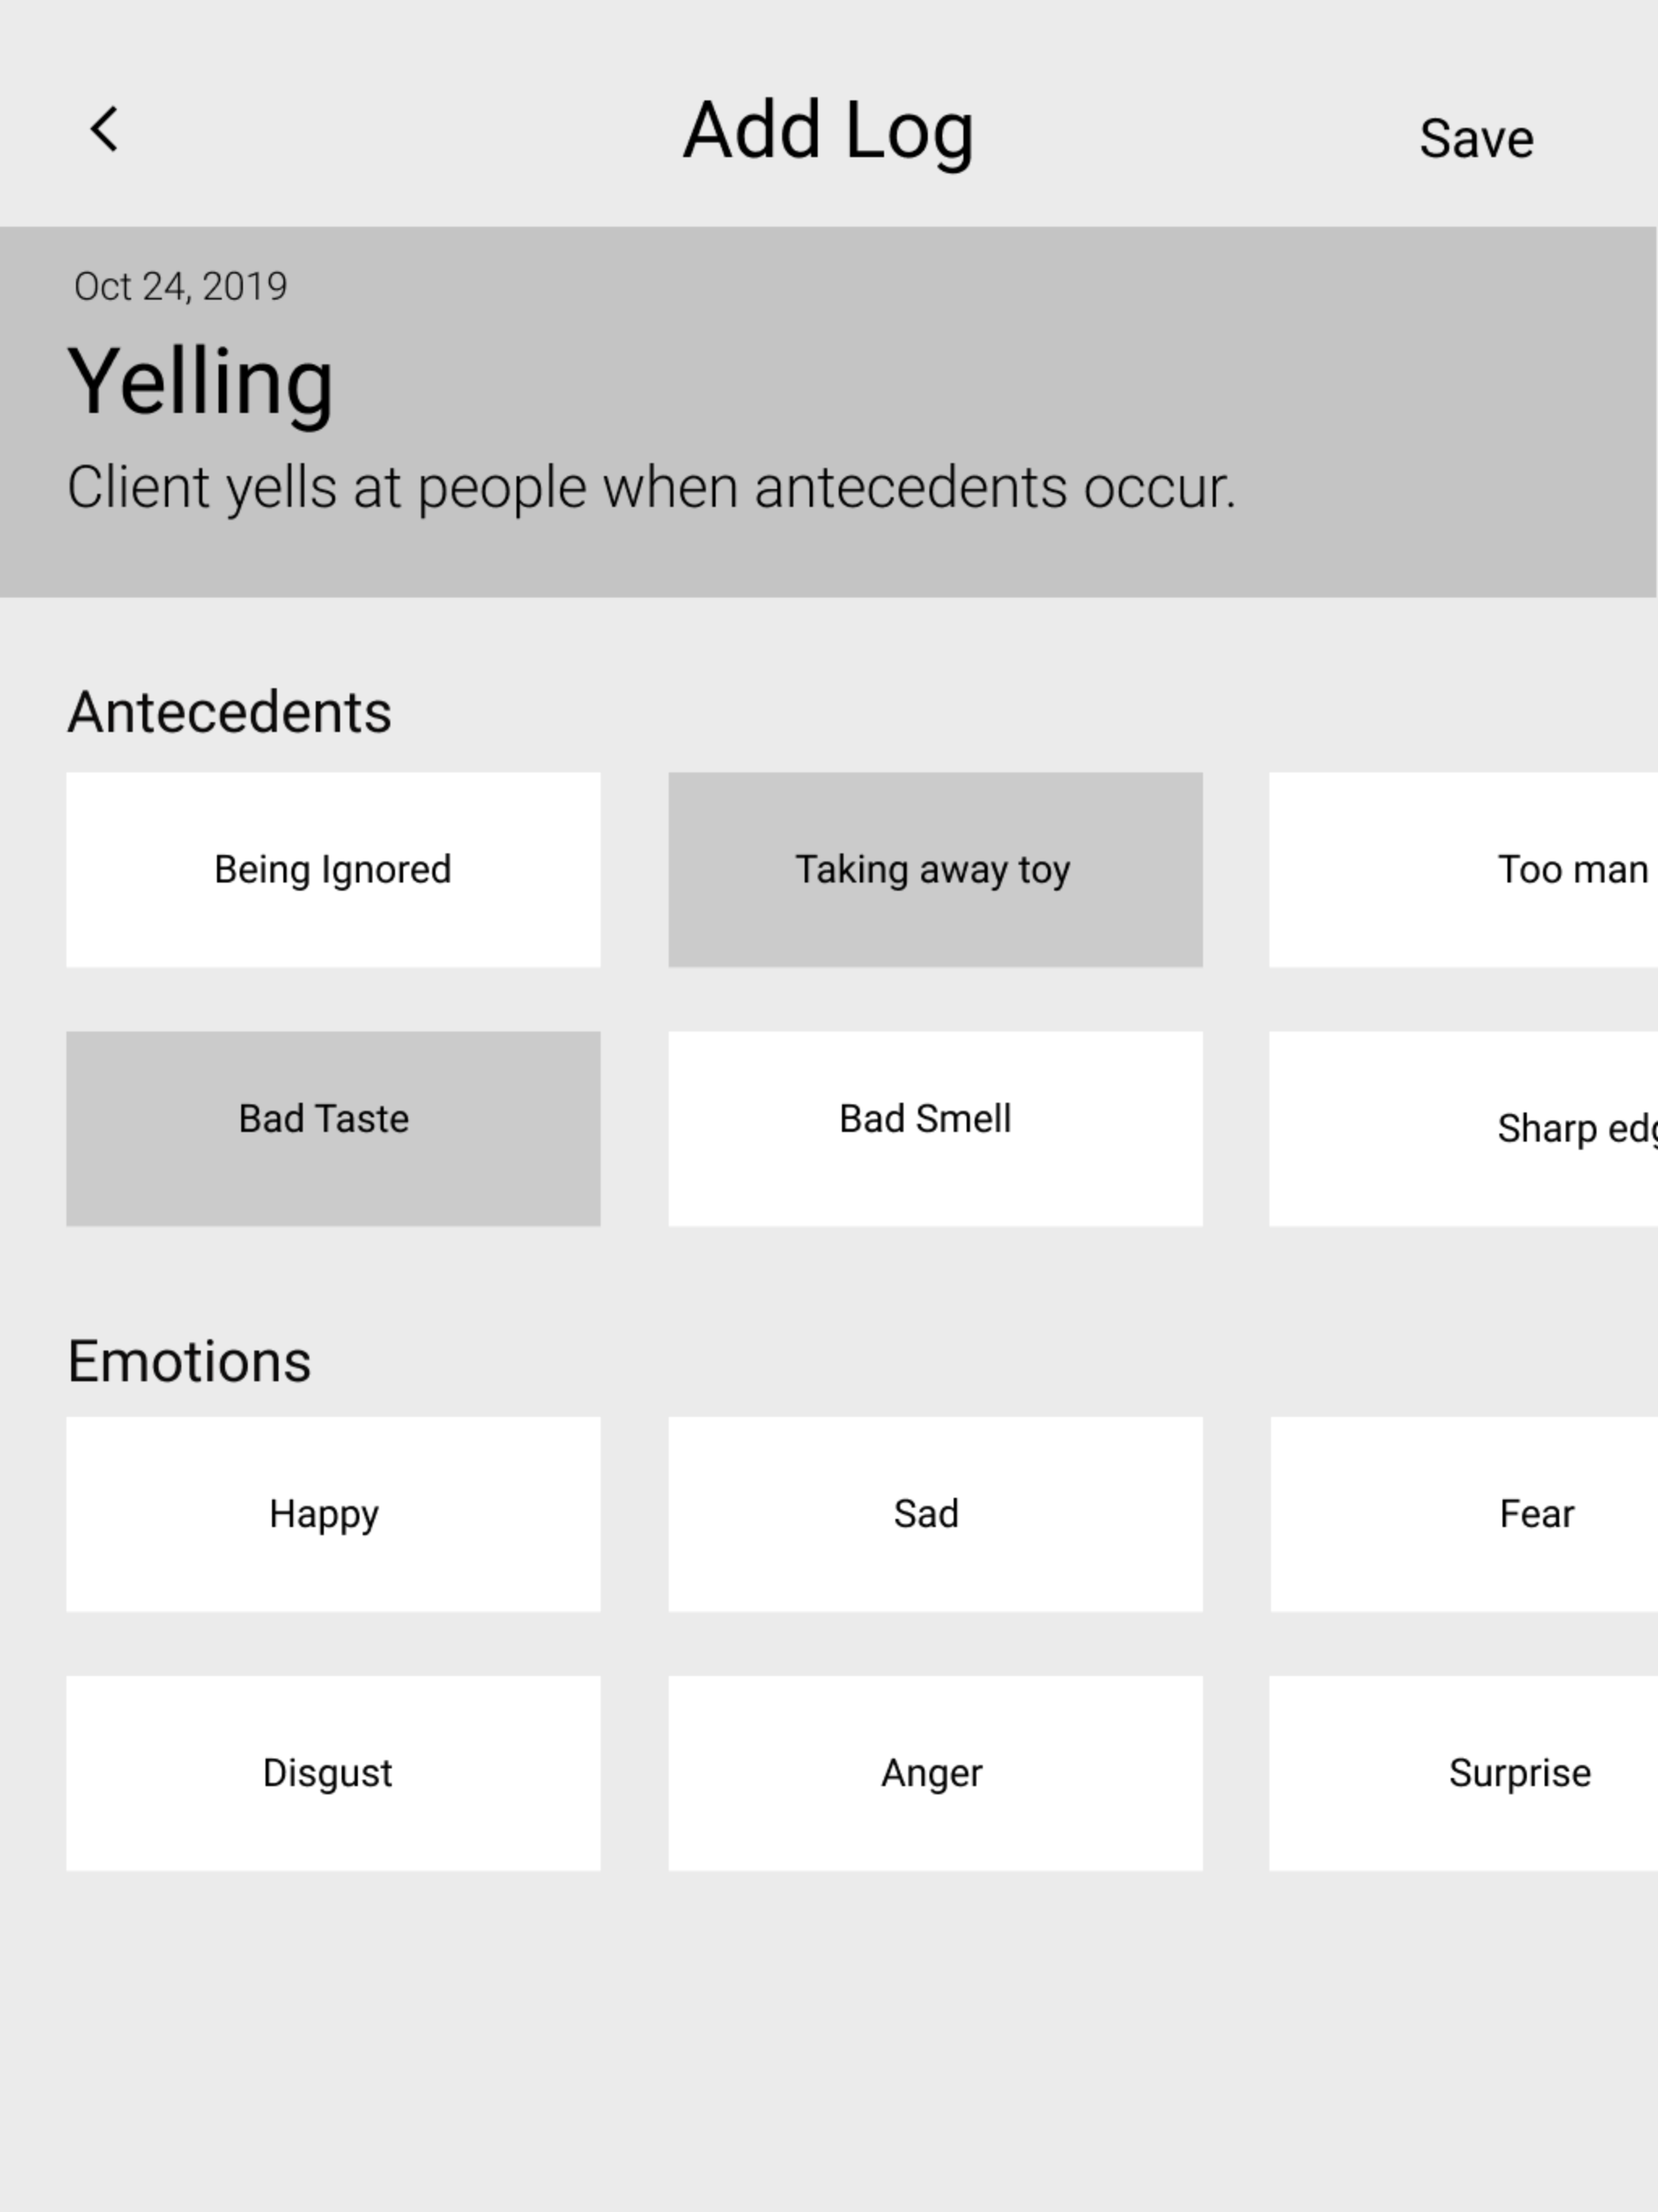 Add Log
Save
Oct 24, 2019
Yelling
Client yells at people when antecedents occur.
Antecedents
Being Ignored
Taking away toy
Too man
Bad Taste
Bad Smell
Sharp
Emotions
Happy
Sad
Fear
Disgust
Anger
Surprise